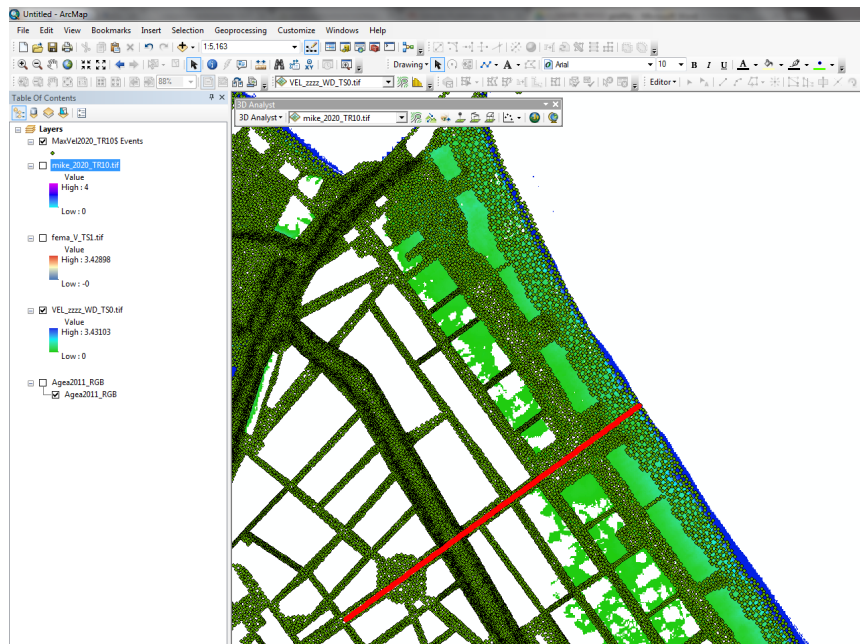 Untitled - ArcMap
File Edit View Bookmarks Insert Selection Geoprocessing Customize Windows Help
1:5,163
Drawing Arial 10 B I U A
88% VEL_zzzz_WD_TS0.tif Editor
Table Of Contents
3D Analyst
3D Analyst mike_2020_TR10.tif
Layers
MaxVel2020_TR10$ Events
mike_2020_TR10.tif
Value
High : 4
Low : 0
fema_V_TS1.tif
Value
High : 3.42898
Low : -0
VEL_zzzz_WD_TS0.tif
Value
High : 3.43103
Low : 0
Agea2011_RGB
Agea2011_RGB